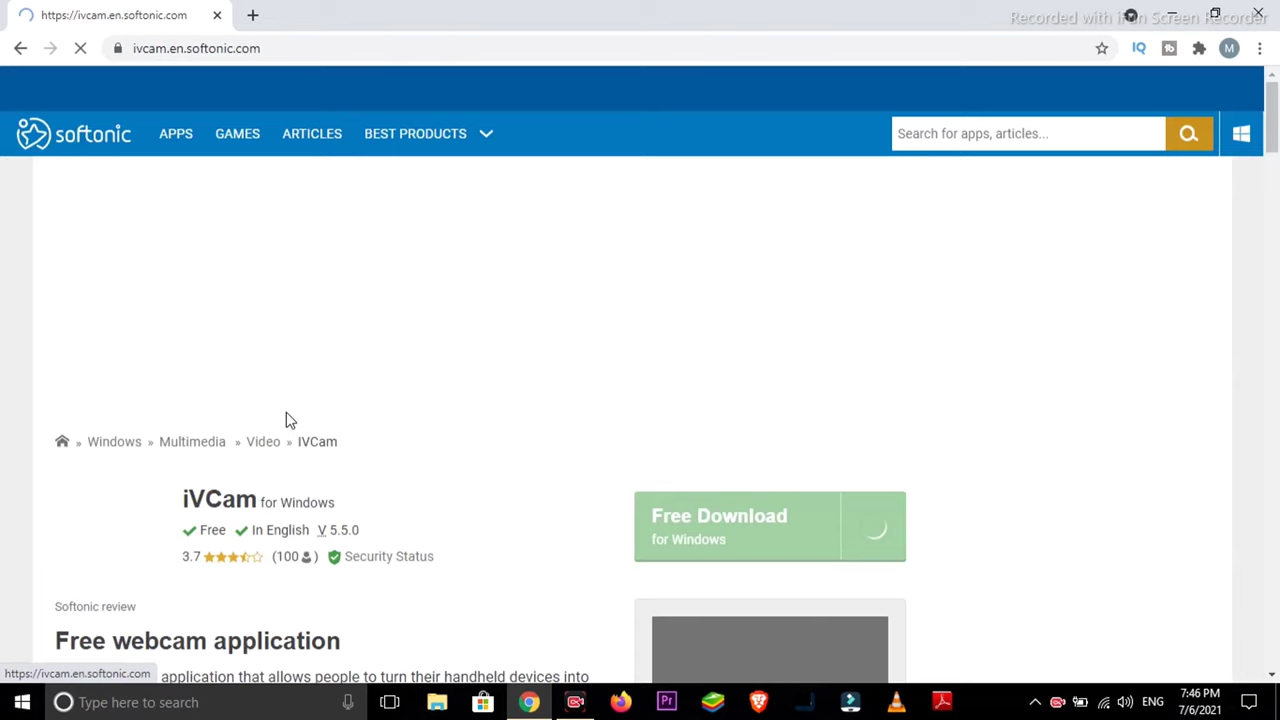 https://ivcam.en.softonic.com
Recorded with iFun Screen Recorder
ivcam.en.softonic.com
IQ
M
softonic
APPS
GAMES
ARTICLES
BEST PRODUCTS
Search for apps, articles...
» Windows » Multimedia » Video » IVCam
iVCam for Windows
Free
In English
V 5.5.0
3.7
(100
)
Security Status
Free Download
for Windows
Softonic review
Free webcam application
application that allows people to turn their handheld devices into
https://ivcam.en.softonic.com
Type here to search
Pr
ENG
7:46 PM
7/6/2021